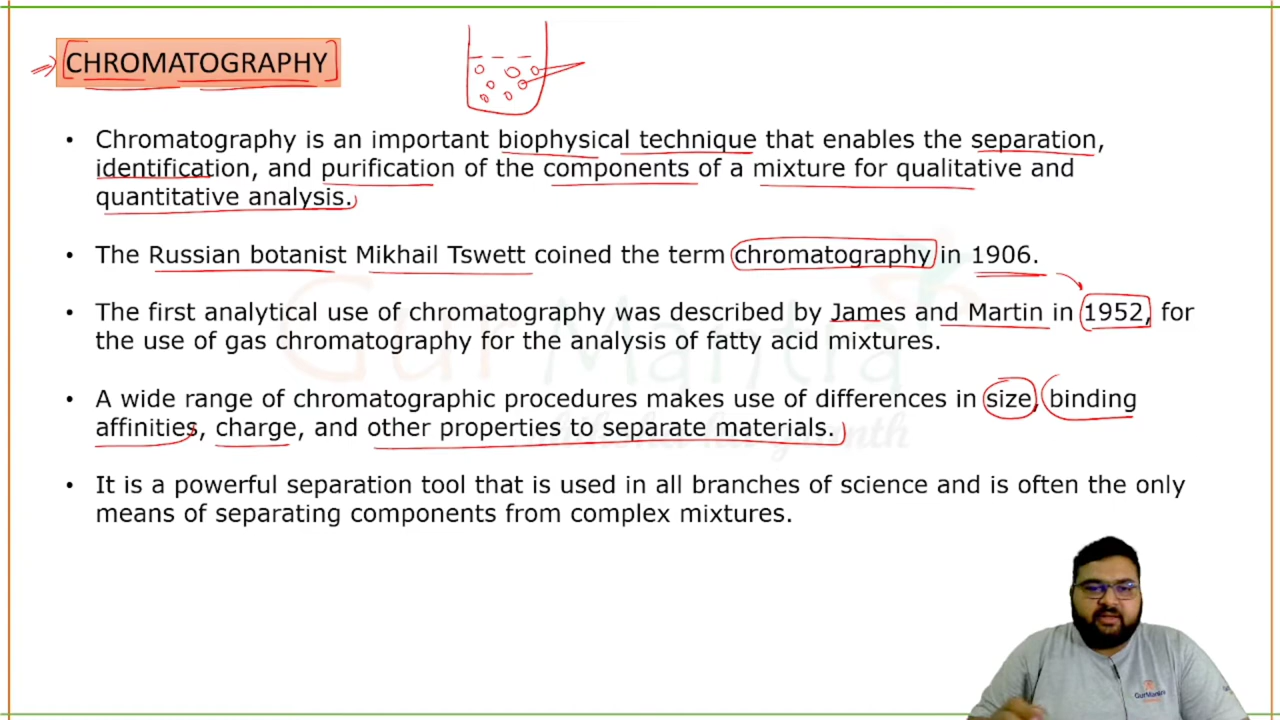 CHROMATOGRAPHY
• Chromatography is an important biophysical technique that enables the separation,
identification, and purification of the components of a mixture for qualitative and
quantitative analysis.
• The Russian botanist Mikhail Tswett coined the term chromatography in 1906.
• The first analytical use of chromatography was described by James and Martin in 1952, for
the use of gas chromatography for the analysis of fatty acid mixtures.
• A wide range of chromatographic procedures makes use of differences in size, binding
affinities, charge, and other properties to separate materials.
• It is a powerful separation tool that is used in all branches of science and is often the only
means of separating components from complex mixtures.
Gur Mantra
GurMantra